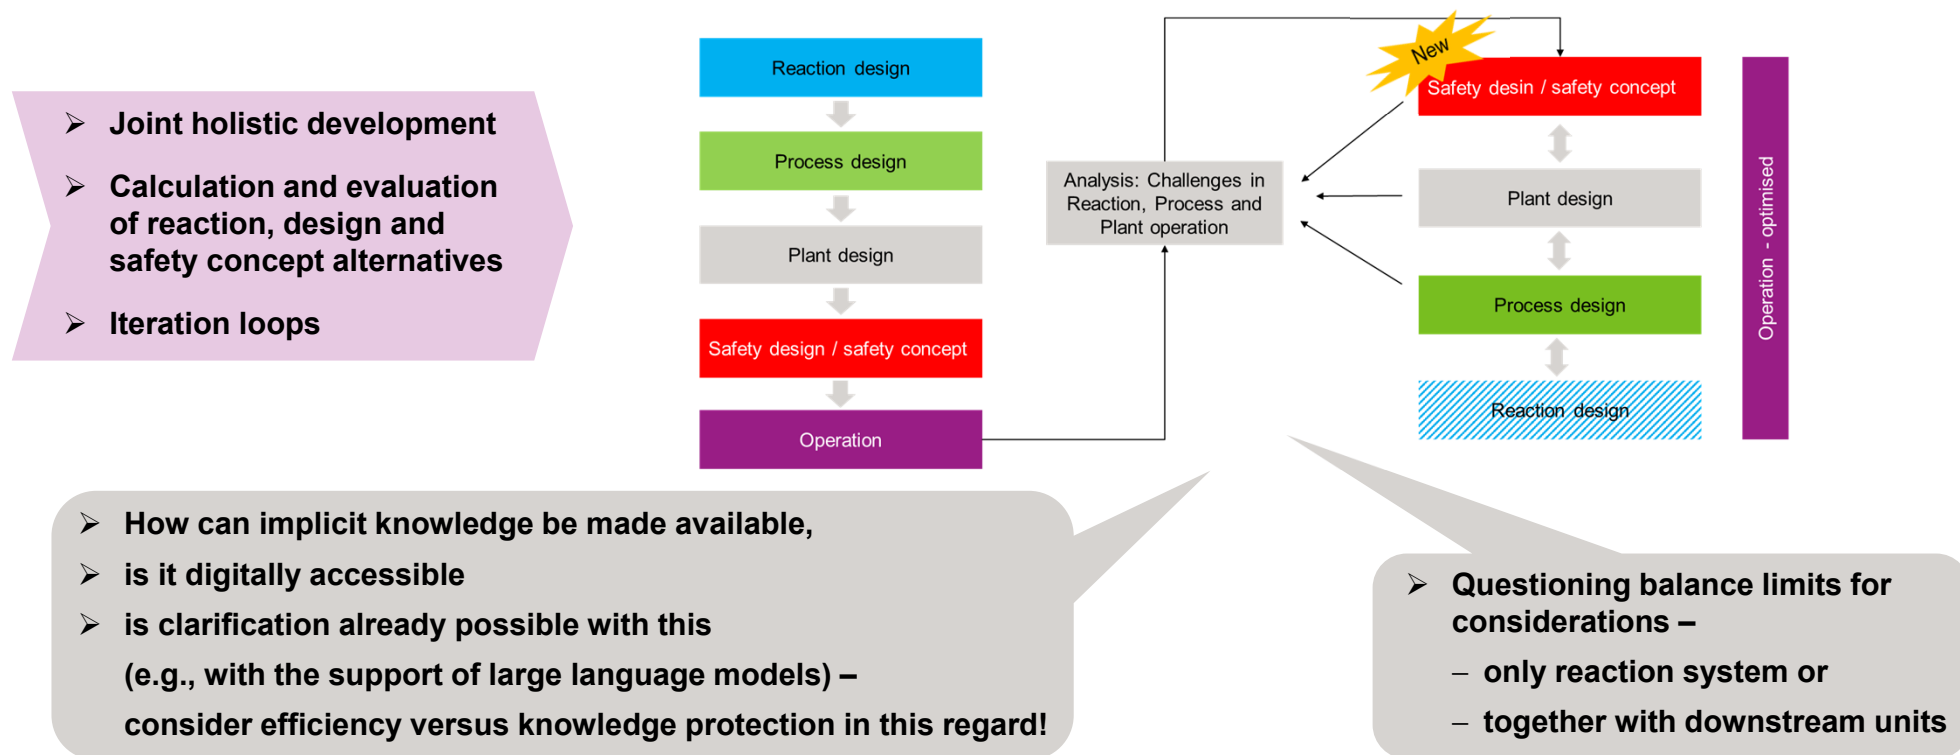 ➢ Joint holistic development
➢ Calculation and evaluation
of reaction, design and
safety concept alternatives
➢ Iteration loops
Reaction design
Process design
Plant design
Safety design / safety concept
Operation
Analysis: Challenges in
Reaction, Process and
Plant operation
New
Safety desin / safety concept
Plant design
Process design
Reaction design
Operation - optimised
➢ How can implicit knowledge be made available,
➢ is it digitally accessible
➢ is clarification already possible with this
(e.g., with the support of large language models) –
consider efficiency versus knowledge protection in this regard!
➢ Questioning balance limits for
considerations –
– only reaction system or
– together with downstream units